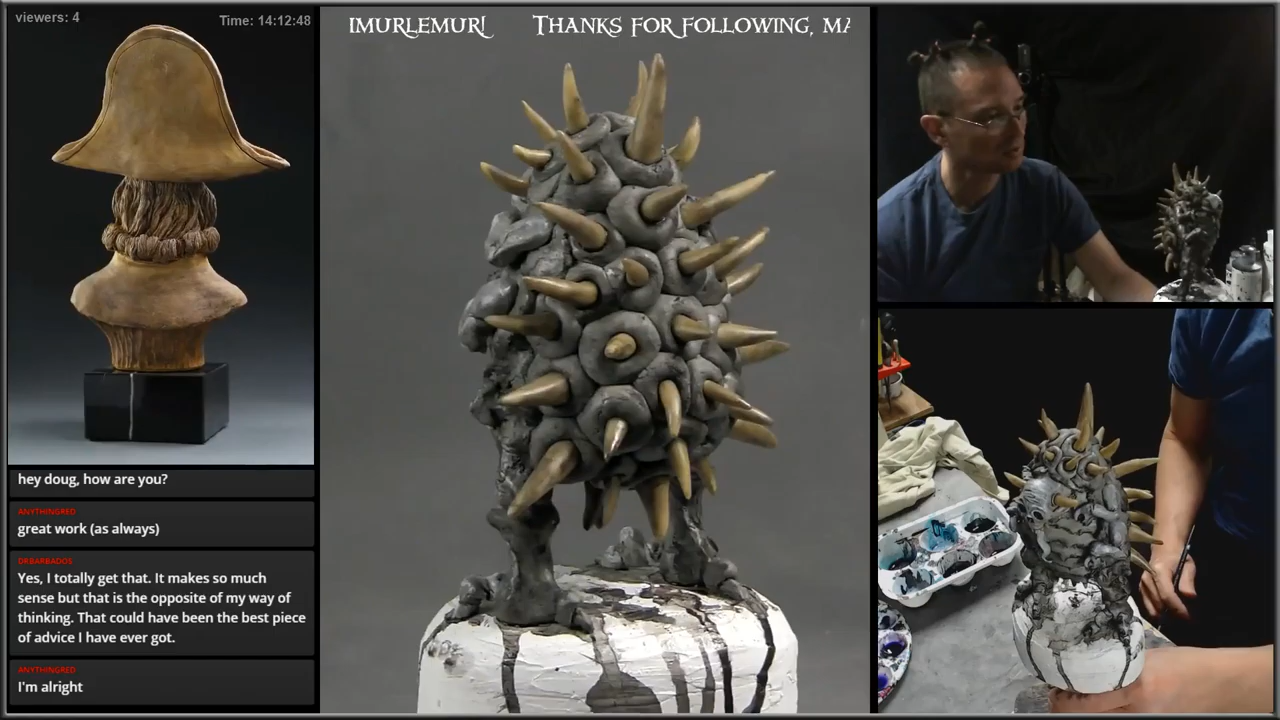 viewers: 4
Time: 14:12:48
IMURLEMURL THANKS FOR FOLLOWING, MA
hey doug, how are you?
ANYTHINGRED
great work (as always)
DRBARBADOS
Yes, I totally get that. It makes so much
sense but that is the opposite of my way of
thinking. That could have been the best piece
of advice I have ever got.
ANYTHINGRED
I'm alright